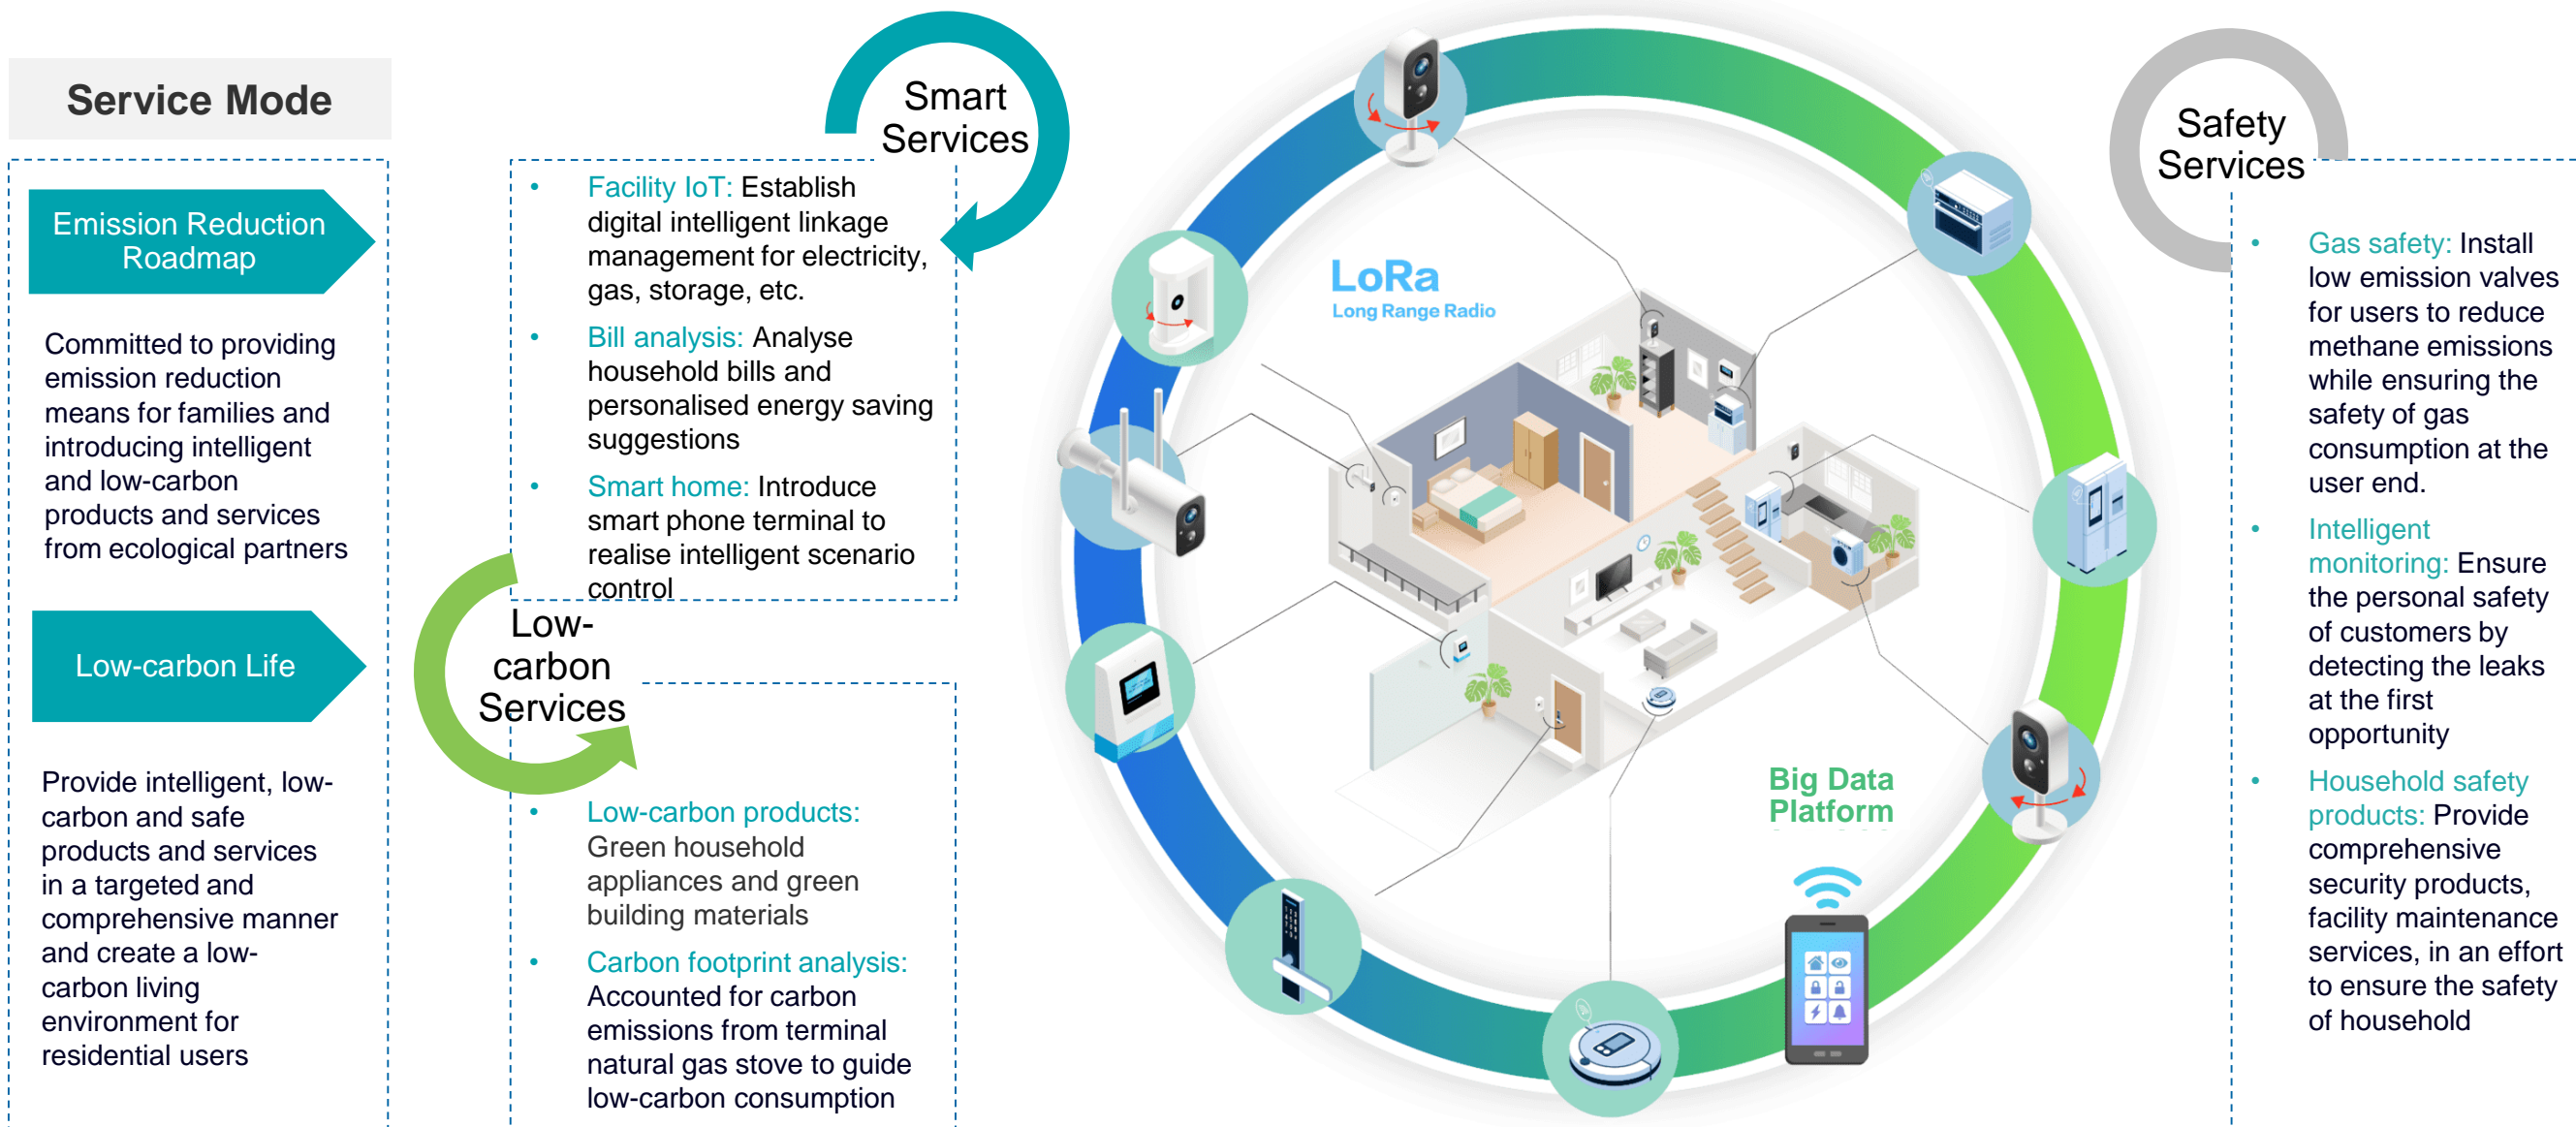 Service Mode
Emission Reduction
Roadmap
Committed to providing
emission reduction
means for families and
introducing intelligent
and low-carbon
products and services
from ecological partners
Low-carbon Life
Provide intelligent, low-
carbon and safe
products and services
in a targeted and
comprehensive manner
and create a low-
carbon living
environment for
residential users
Smart
Services
• Facility IoT: Establish
digital intelligent linkage
management for electricity,
gas, storage, etc.
• Bill analysis: Analyse
household bills and
personalised energy saving
suggestions
• Smart home: Introduce
smart phone terminal to
realise intelligent scenario
control
Low-
carbon
Services
• Low-carbon products:
Green household
appliances and green
building materials
• Carbon footprint analysis:
Accounted for carbon
emissions from terminal
natural gas stove to guide
low-carbon consumption
LoRa
Long Range Radio
Big Data
Platform
Safety
Services
• Gas safety: Install
low emission valves
for users to reduce
methane emissions
while ensuring the
safety of gas
consumption at the
user end.
• Intelligent
monitoring: Ensure
the personal safety
of customers by
detecting the leaks
at the first
opportunity
• Household safety
products: Provide
comprehensive
security products,
facility maintenance
services, in an effort
to ensure the safety
of household